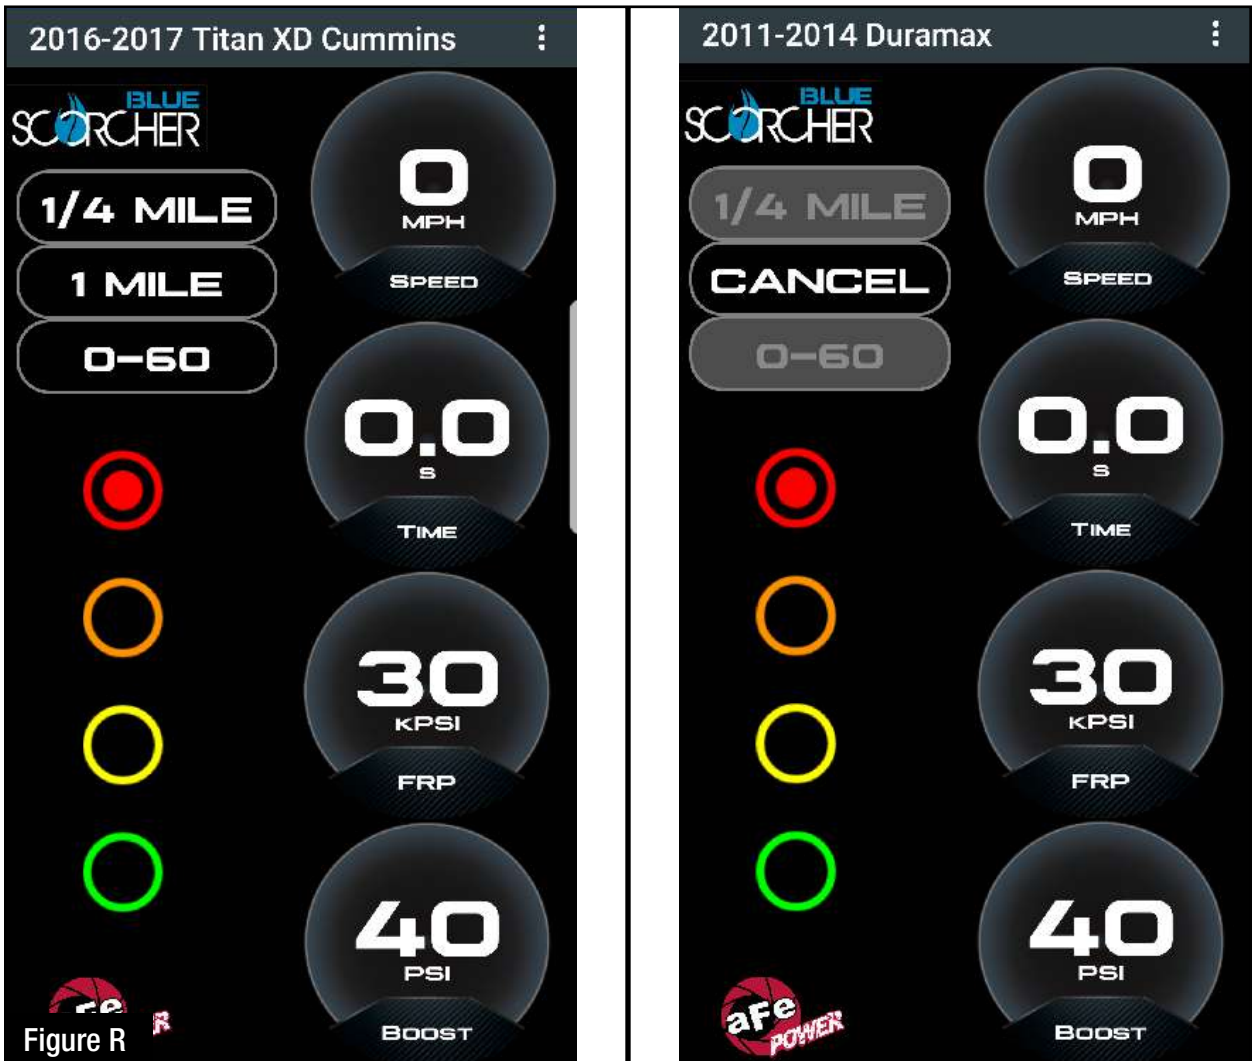 2016-2017 Titan XD Cummins
BLUE
SCORCHER
1/4 MILE
1 MILE
0-60
0
MPH
SPEED
0.0
S
TIME
30
KPSI
FRP
40
PSI
BOOST
aFe
R
Figure R
2011-2014 Duramax
BLUE
SCORCHER
1/4 MILE
CANCEL
0-60
0
MPH
SPEED
0.0
S
TIME
30
KPSI
FRP
40
PSI
BOOST
aFe
POWER